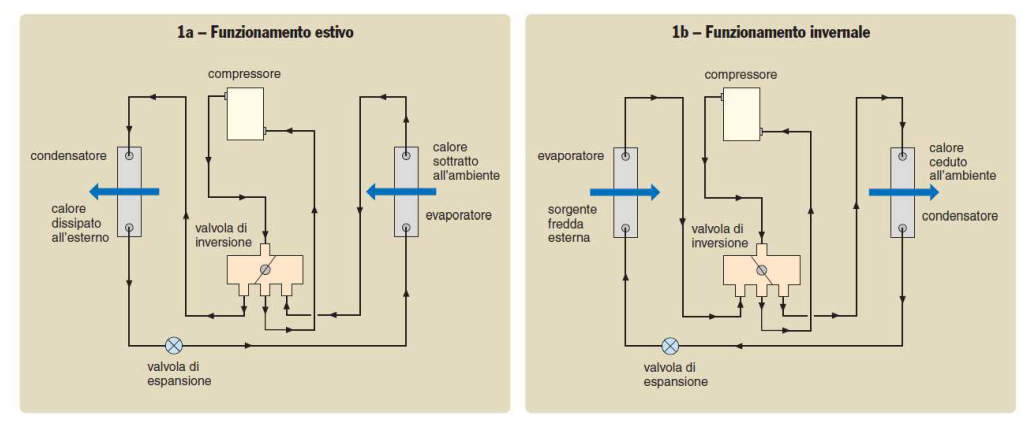 1a – Funzionamento estivo
compressore
condensatore
calore
dissipato
all'esterno
valvola di
inversione
calore
sottratto
all'ambiente
evaporatore
valvola di
espansione
1b – Funzionamento invernale
compressore
evaporatore
sorgente
fredda
esterna
valvola di
inversione
calore
ceduto
all'ambiente
condensatore
valvola di
espansione